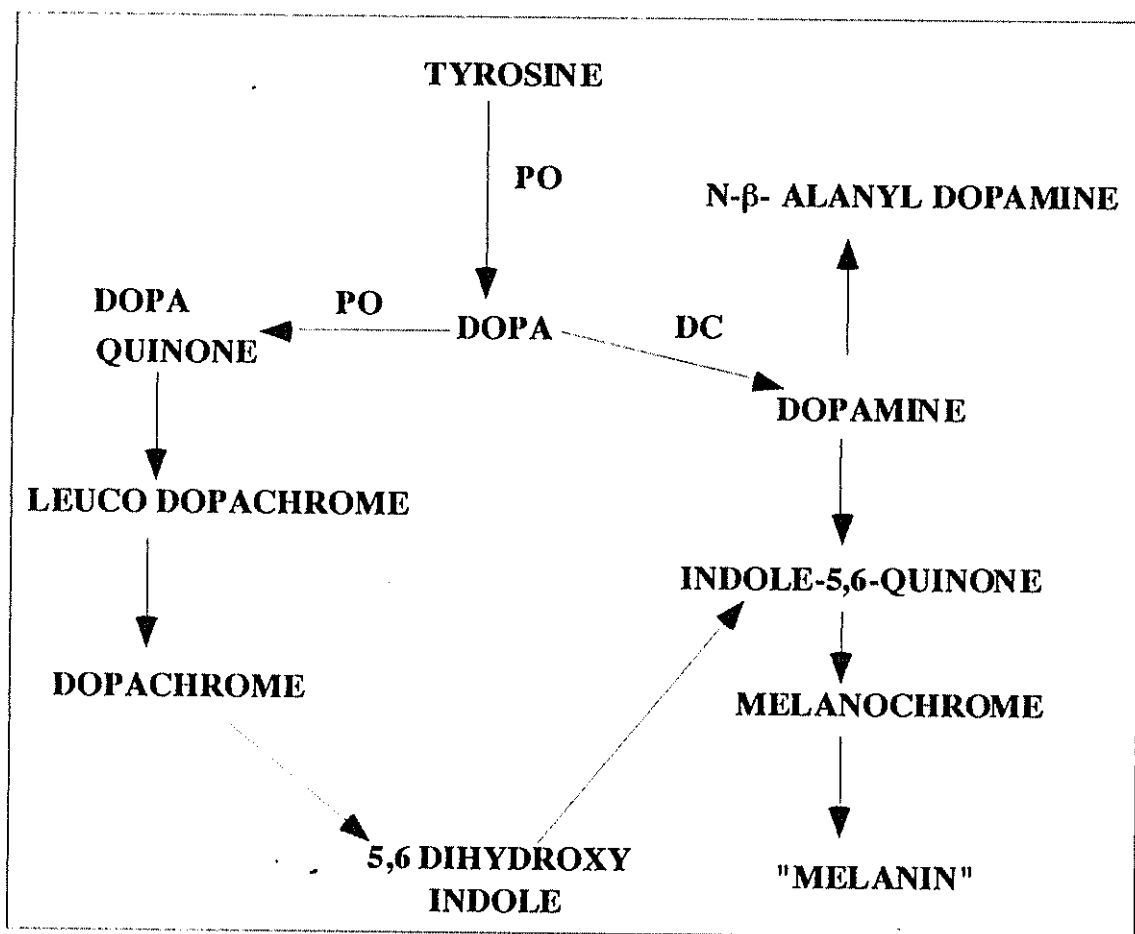 TYROSINE
PO
N-β- ALANYL DOPAMINE
DOPA
QUINONE
PO
DOPA
DC
DOPAMINE
LEUCO DOPACHROME
INDOLE-5,6-QUINONE
DOPACHROME
MELANOCHROME
5,6 DIHYDROXY
INDOLE
"MELANIN"